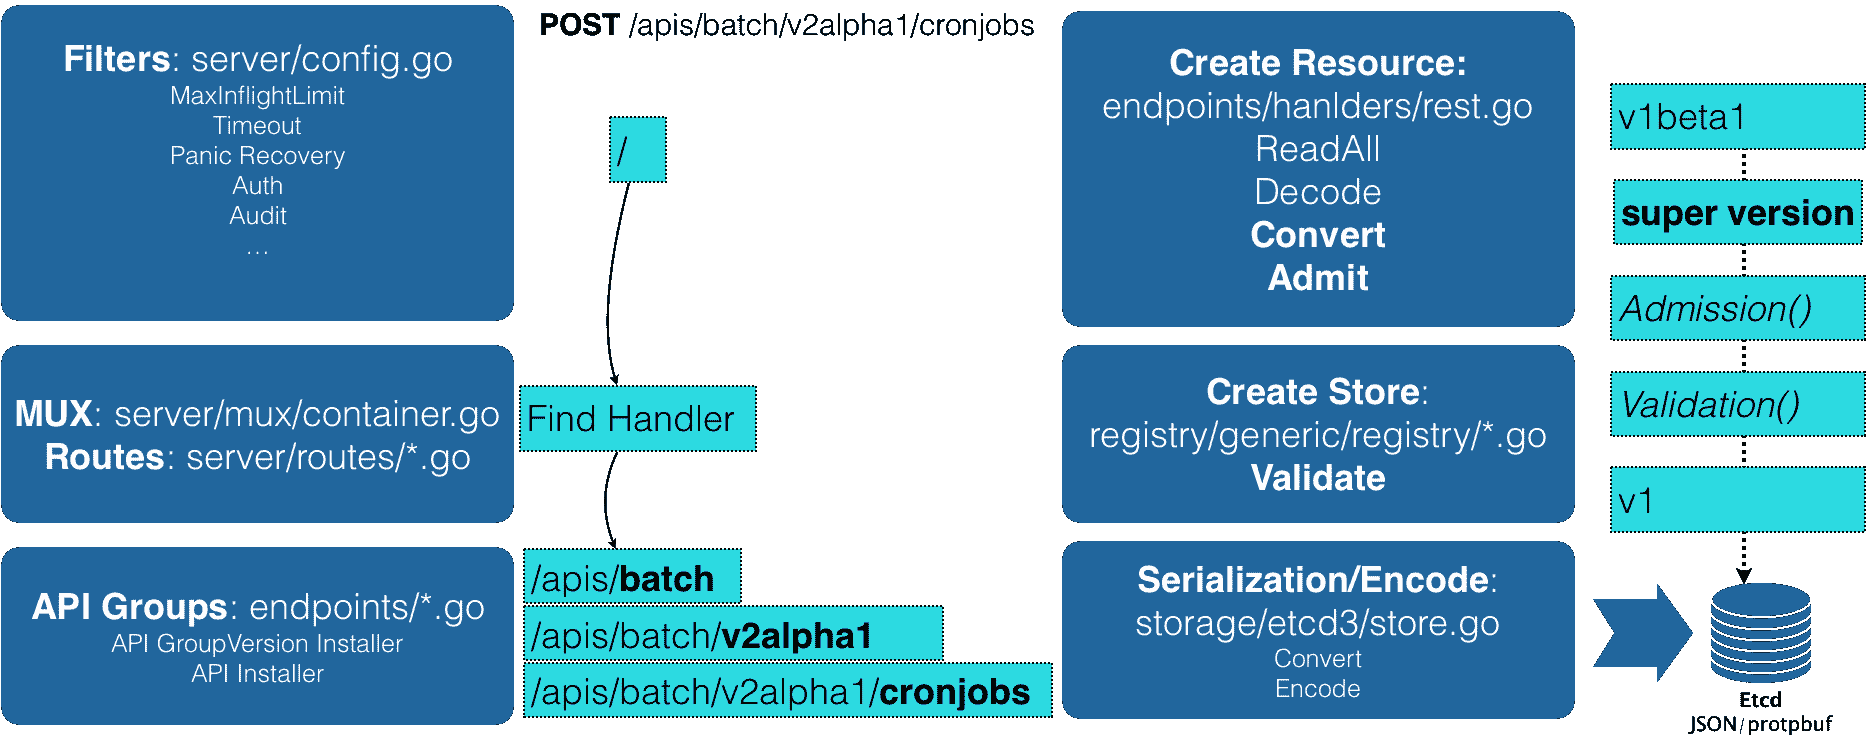 Filters: server/config.go
MaxInflightLimit
Timeout
Panic Recovery
Auth
Audit
...
MUX: server/mux/container.go
Routes: server/routes/*.go
API Groups: endpoints/*.go
API GroupVersion Installer
API Installer
POST /apis/batch/v2alpha1/cronjobs
/
Find Handler
/apis/batch
/apis/batch/v2alpha1
/apis/batch/v2alpha1/cronjobs
Create Resource:
endpoints/hanlders/rest.go
ReadAll
Decode
Convert
Admit
Create Store:
registry/generic/registry/*.go
Validate
Serialization/Encode:
storage/etcd3/store.go
Convert
Encode
v1beta1
super version
Admission()
Validation()
v1
Etcd
JSON/protpbuf